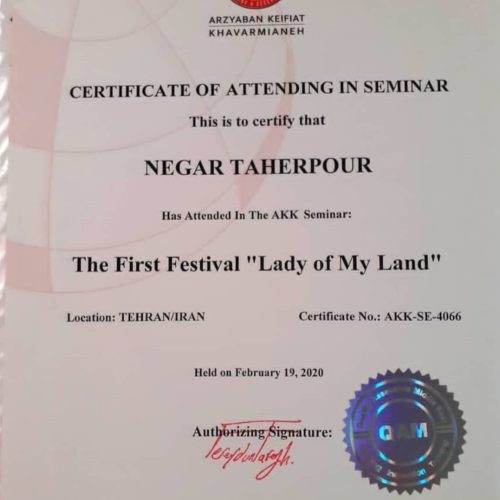 ARZYABAN KEIFIAT
KHAVARMIANEH
CERTIFICATE OF ATTENDING IN SEMINAR
This is to certify that
NEGAR TAHERPOUR
Has Attended In The AKK Seminar:
The First Festival "Lady of My Land"
Location: TEHRAN/IRAN
Certificate No.: AKK-SE-4066
Held on February 19, 2020
Authorizing Signature:
QAM